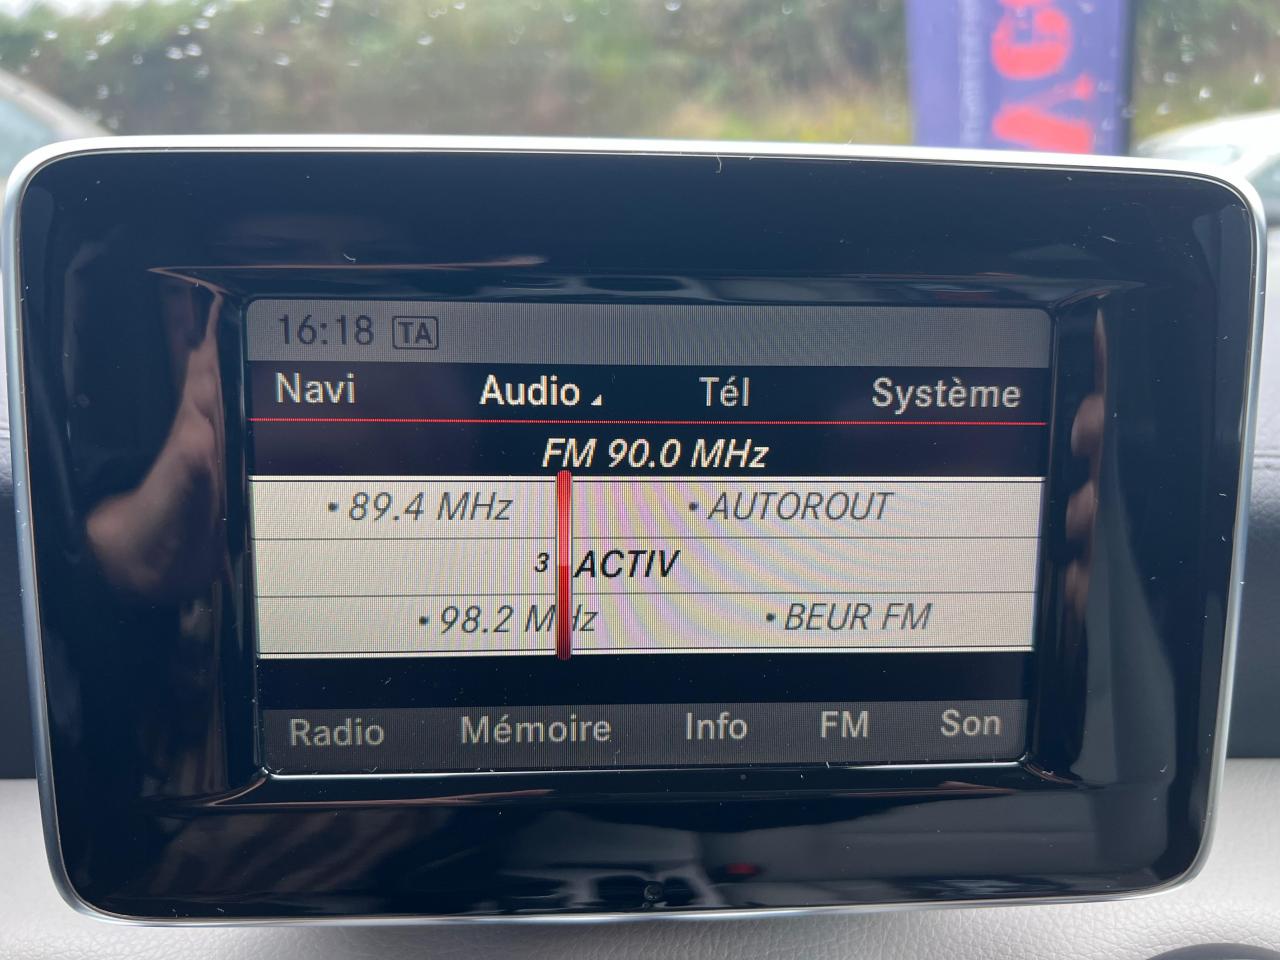 16:18 TA
Navi Audio Tél Système
FM 90.0 MHz
• 89.4 MHz • AUTOROUT
3 ACTIV
• 98.2 MHz • BEUR FM
Radio Mémoire Info FM Son